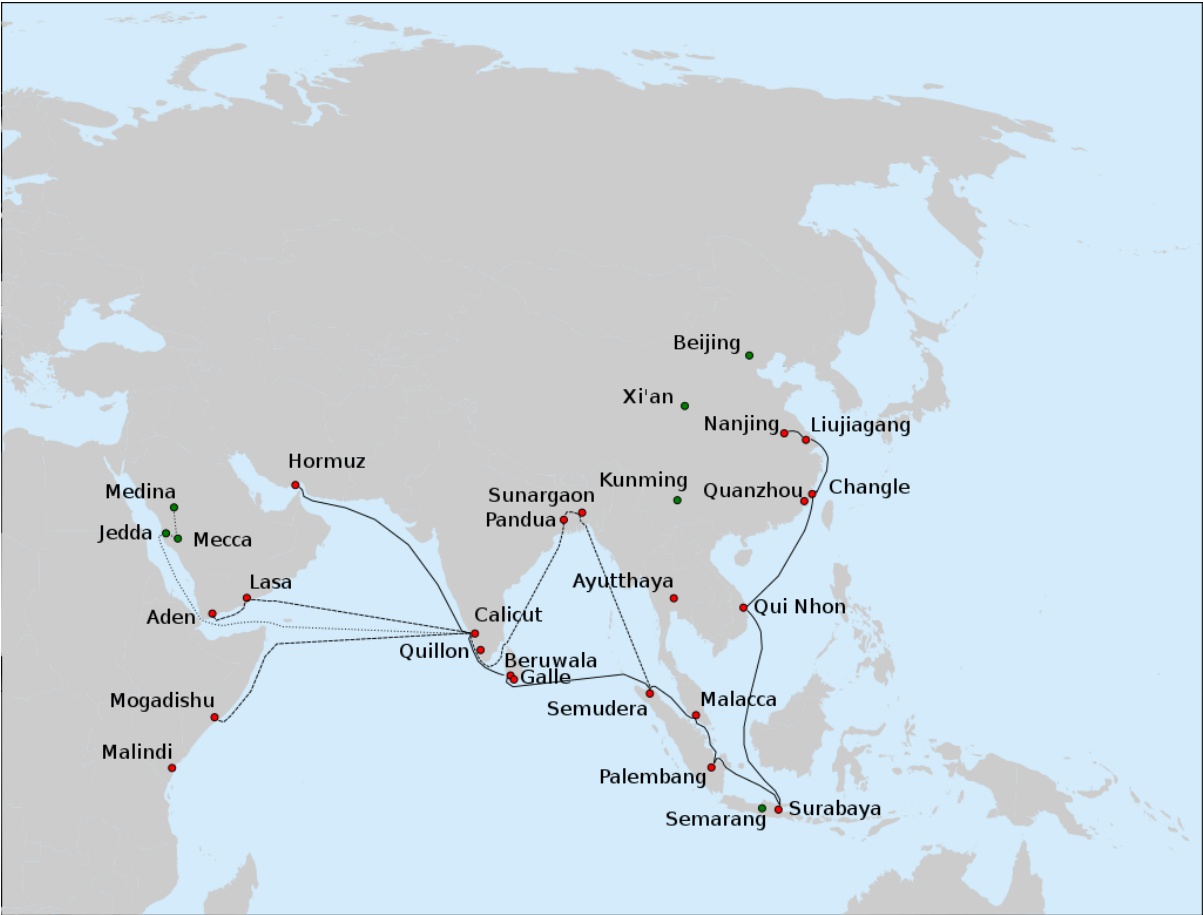 Beijing
Xi'an
Nanjing
Liujiagang
Hormuz
Kunming
Medina
Sunargaon
Quanzhou
Changle
Pandua
Jedda
Mecca
Lasa
Ayutthaya
Aden
Calicut
Qui Nhon
Quillon
Beruwala
Galle
Mogadishu
Semudera
Malacca
Malindi
Palembang
Semarang
Surabaya